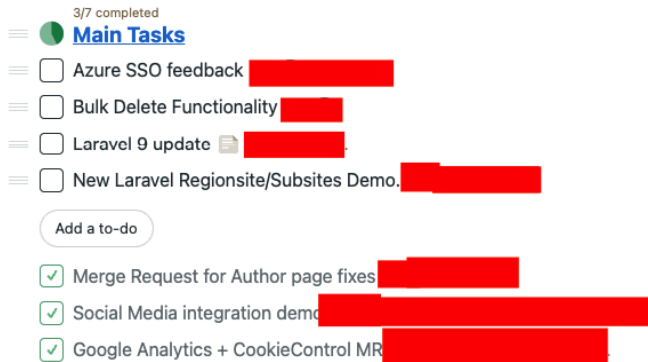 3/7 completed
Main Tasks
Azure SSO feedback
Bulk Delete Functionality
Laravel 9 update
New Laravel Regionsite/Subsites Demo.
Add a to-do
Merge Request for Author page fixes
Social Media integration demo
Google Analytics + CookieControl MR